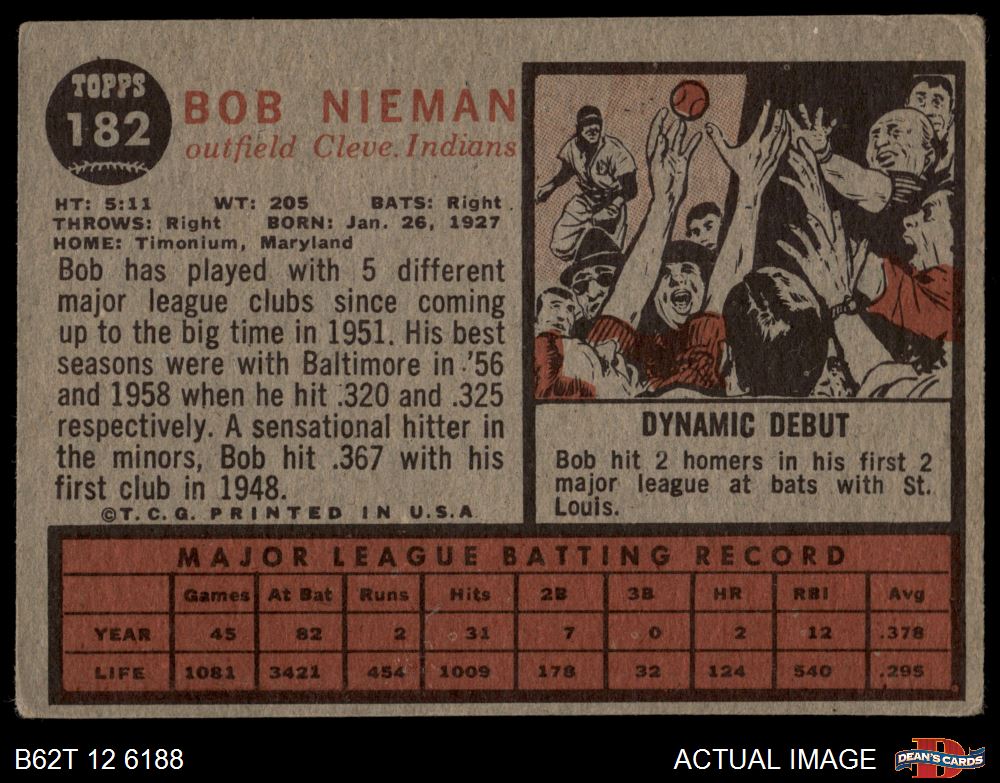 TOPPS
182
BOB NIEMAN
outfield Cleve. Indians
HT: 5:11 WT: 205 BATS: Right
THROWS: Right BORN: Jan. 26, 1927
HOME: Timonium, Maryland
Bob has played with 5 different
major league clubs since coming
up to the big time in 1951. His best
seasons were with Baltimore in '56
and 1958 when he hit .320 and .325
respectively. A sensational hitter in
the minors, Bob hit .367 with his
first club in 1948.
©T.C.G. PRINTED IN U.S.A.
DYNAMIC DEBUT
Bob hit 2 homers in his first 2
major league at bats with St.
Louis.
MAJOR LEAGUE BATTING RECORD
Games At Bat Runs Hits 2B 3B HR RBI Avg
YEAR 45 82 2 31 7 0 2 12 .378
LIFE 1081 3421 454 1009 178 32 124 540 .295
B62T 12 6188
ACTUAL IMAGE
D
DEAN'S CARDS